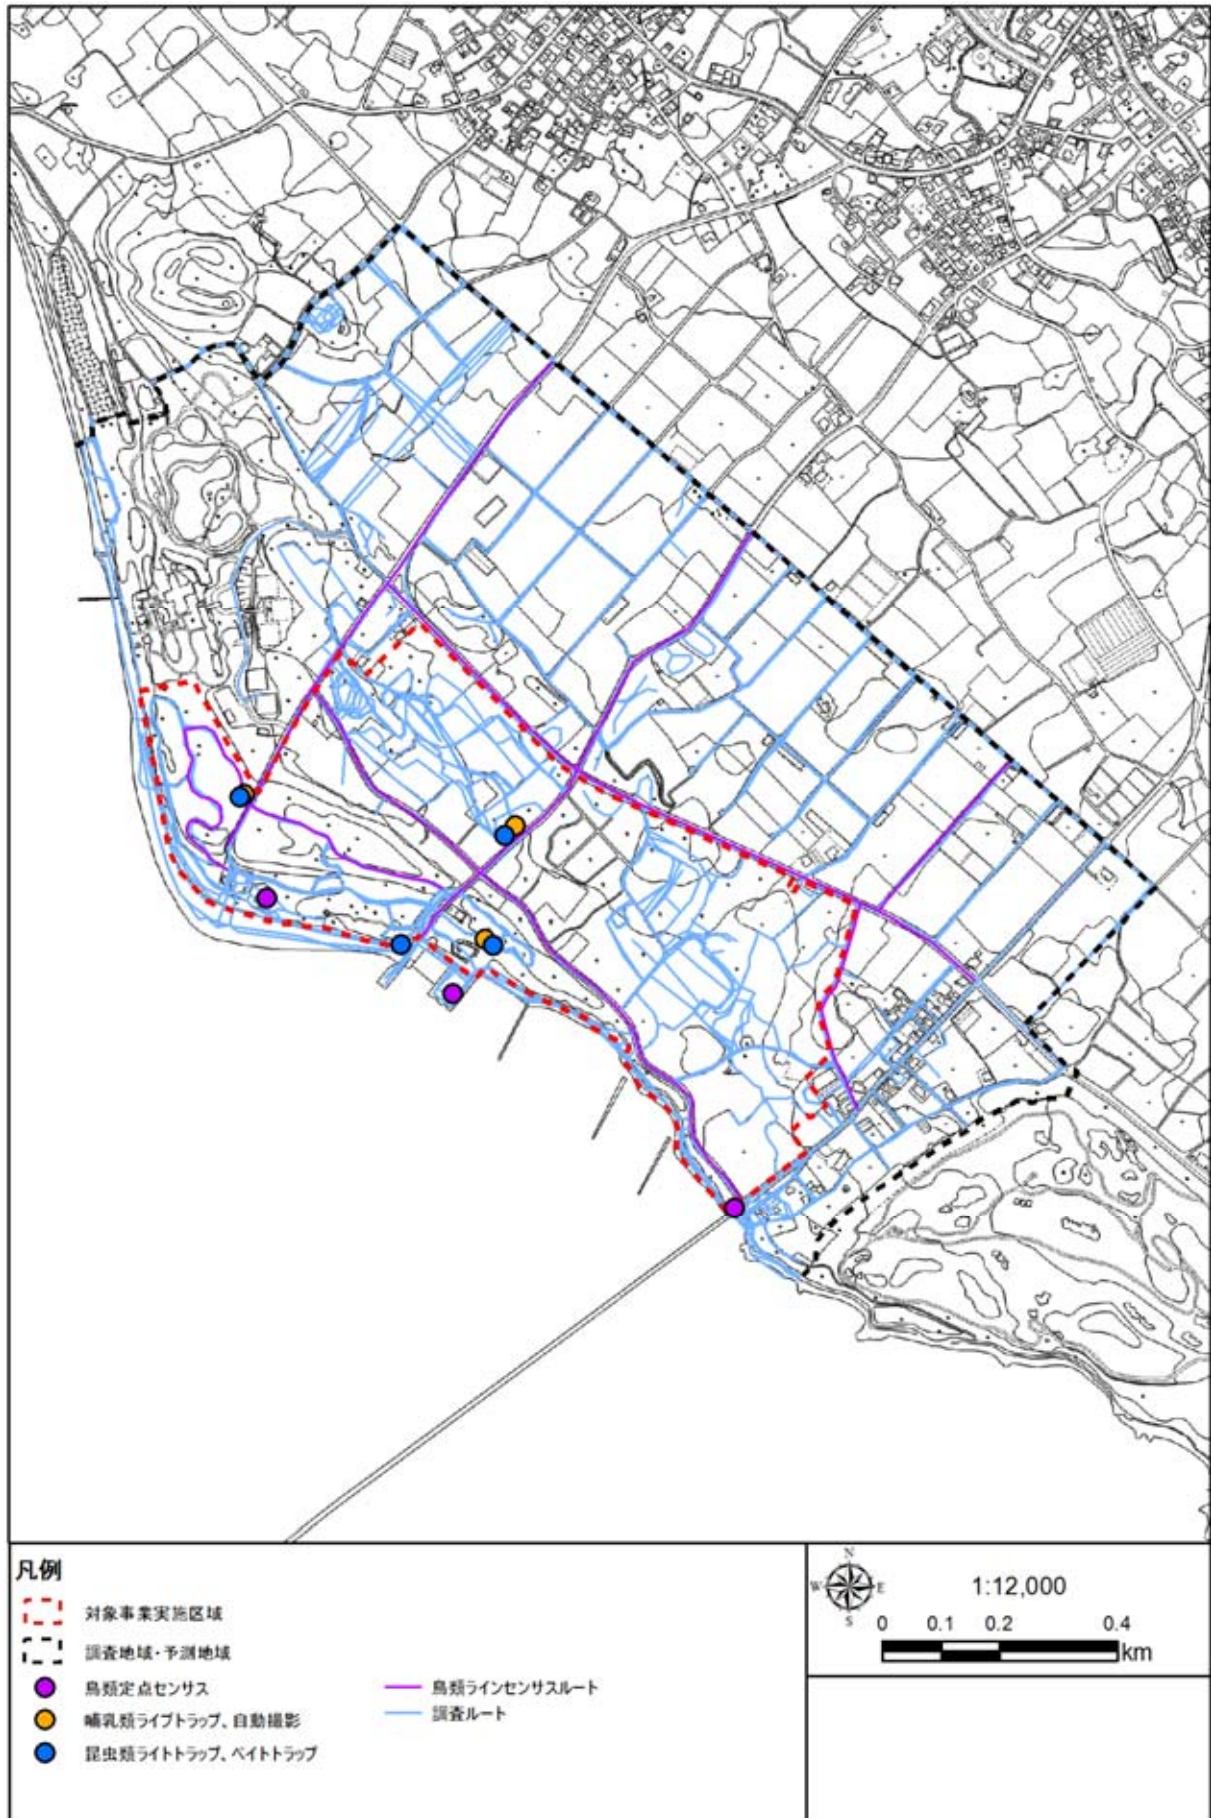 凡例
対象事業実施区域
調査地域・予測地域
鳥類定点センサス
哺乳類ライブトラップ、自動撮影
昆虫類ライトトラップ、ベイトトラップ
鳥類ラインセンサスルート
調査ルート
N
W E
S
1:12,000
0 0.1 0.2 0.4
km